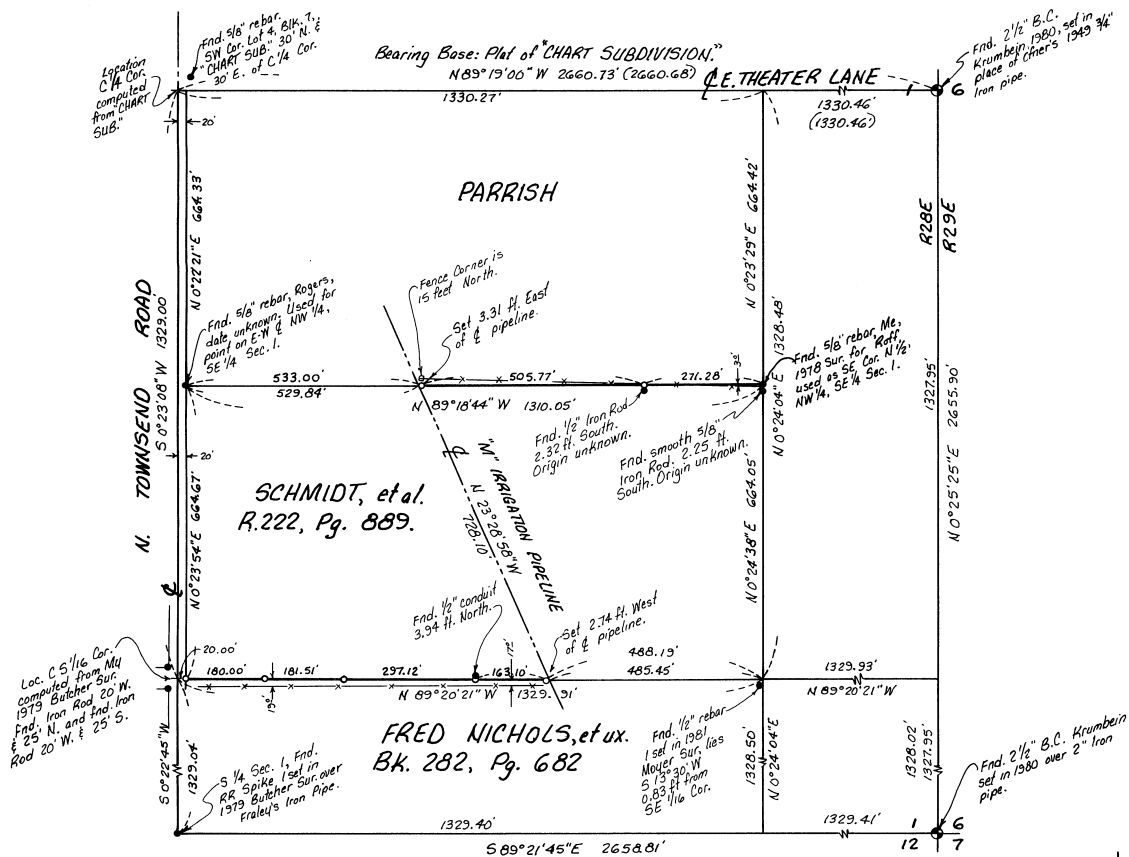 Fnd. 5/8" rebar.
SW Cor. Lot 4, Blk. 7,
"CHART SUB." 30' N. &
30' E. of C 1/4 Cor.
Bearing Base: Plat of "CHART SUBDIVISION."
N 89°19'00" W 2660.73' (2660.68)
℄ E. THEATER LANE
Fnd. 2 1/2" B.C.
Krumbein 1980, set in
place of Ciner's 1949 3/4"
Iron pipe.
Location
C 1/4 Cor.
computed
from "CHART
SUB."
1330.27'
1330.46'
(1330.46')
1 6
20'
N 0°22'21" E 664.33'
PARRISH
N 0°23'29" E 664.42'
R28E
R29E
N. TOWNSEND ROAD
S 0°23'08" W 1329.00'
Fence Corner is
15 feet North.
Set 3.31 ft. East
of ℄ pipeline.
Fnd. 5/8" rebar, Rogers,
date unknown. Used for
point on E-W ℄ NW 1/4,
SE 1/4 Sec. 1.
N 0°24'04" E 1328.48'
Fnd. 5/8" rebar, Me,
1978 Sur. for Roff,
used as SE Cor. N 1/2,
NW 1/4, SE 1/4 Sec. 1.
1327.95'
N 0°25'25" E 2655.90'
533.00'
505.77'
271.28'
3'
529.84'
N 89°18'44" W 1310.05'
Fnd. 1/2" Iron Rod
2.32 ft. South.
Origin unknown.
Fnd. smooth 5/8"
Iron Rod. 2.25 ft.
South. Origin unknown.
20'
℄
"M" IRRIGATION PIPELINE
N 23°28'58" W
728.10'
SCHMIDT, et al.
R.222, Pg. 889.
N 0°23'54" E 664.67'
N 0°24'38" E 664.05'
℄
Fnd. 1/2" conduit
3.94 ft. North.
Set 2.74 ft. West
of ℄ pipeline.
Loc. C S 1/16 Cor.
computed from My
1979 Butcher Sur.
Fnd. Iron Rod 20' W.
& 25' N. and fnd. Iron
Rod 20' W. & 25' S.
20.00'
180.00'
181.51'
297.12'
163.10'
12'
488.19'
485.45'
1329.93'
19'
N 89°20'21" W 1329.91'
N 89°20'21" W
FRED NICHOLS, et ux.
BK. 282, Pg. 682
Fnd. 1/2" rebar
I set in 1981
Moyer Sur, lies
S 13°30' W
0.83 ft from
SE 1/16 Cor.
S 0°22'45" W
1329.04'
S 1/4 Sec. 1, Fnd.
RR Spike I set in
1979 Butcher Sur. over
Fraley's Iron Pipe.
1328.50'
N 0°24'04" E
1328.02'
1327.95'
Fnd. 2 1/2" B.C. Krumbein
set in 1980 over 2" Iron
pipe.
1329.40'
1329.41'
1 6
12 7
S 89°21'45" E 2658.81'